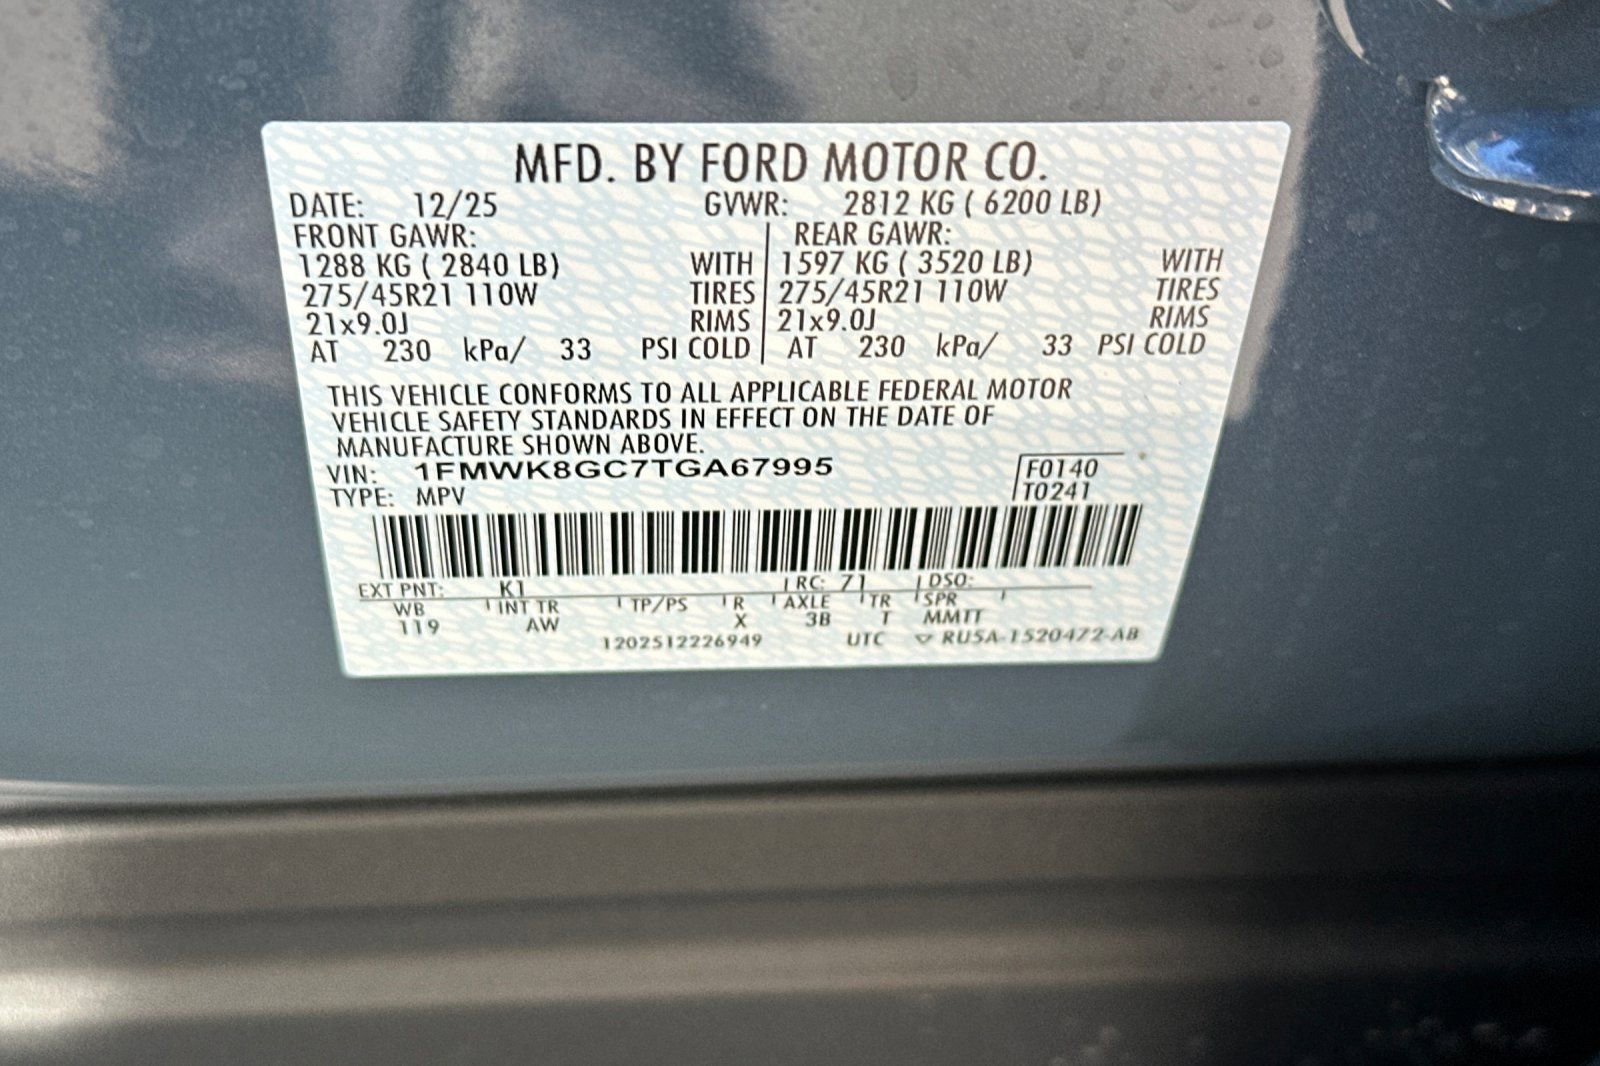 MFD. BY FORD MOTOR CO.
DATE: 12/25 GVWR: 2812 KG ( 6200 LB)
FRONT GAWR: REAR GAWR:
1288 KG ( 2840 LB) WITH 1597 KG ( 3520 LB) WITH
275/45R21 110W TIRES 275/45R21 110W TIRES
21x9.0J RIMS 21x9.0J RIMS
AT 230 kPa/ 33 PSI COLD AT 230 kPa/ 33 PSI COLD
THIS VEHICLE CONFORMS TO ALL APPLICABLE FEDERAL MOTOR
VEHICLE SAFETY STANDARDS IN EFFECT ON THE DATE OF
MANUFACTURE SHOWN ABOVE.
VIN: 1FMWK8GC7TGA67995 F0140
TYPE: MPV T0241
EXT PNT: K1 RC: 71 DSO:
WB INT TR TP/PS R AXLE TR SPR
119 AW X 3B T MMTT
1202512226949 UTC ▽ RU5A-1520472-AB